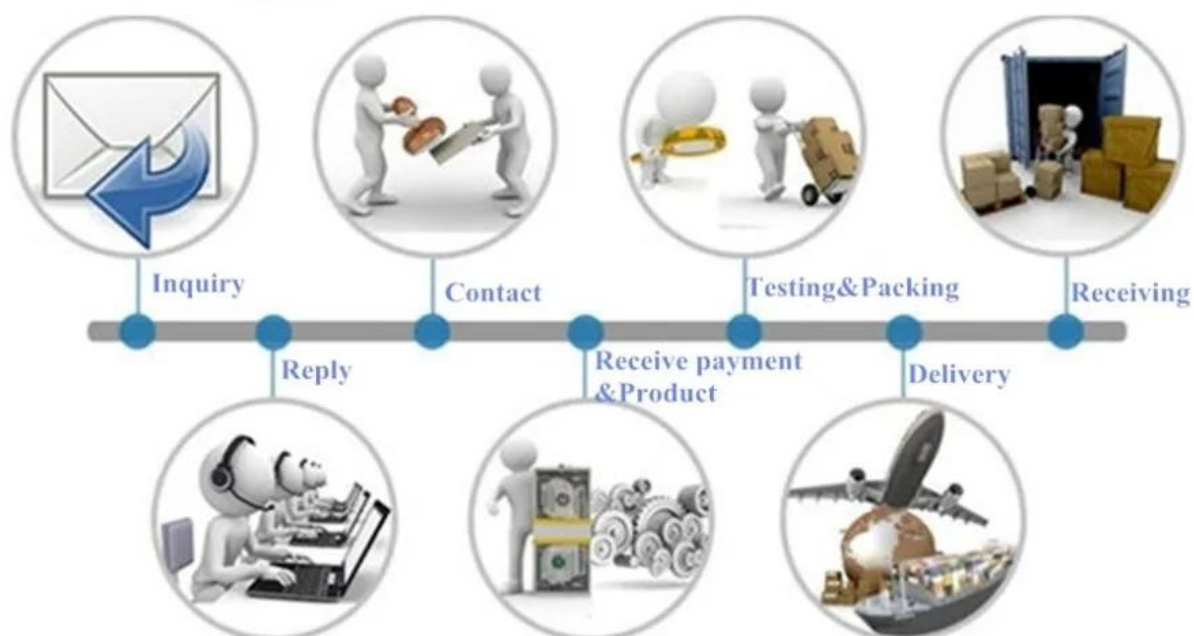 Inquiry
Reply
Contact
Receive payment
&Product
Testing&Packing
Delivery
Receiving